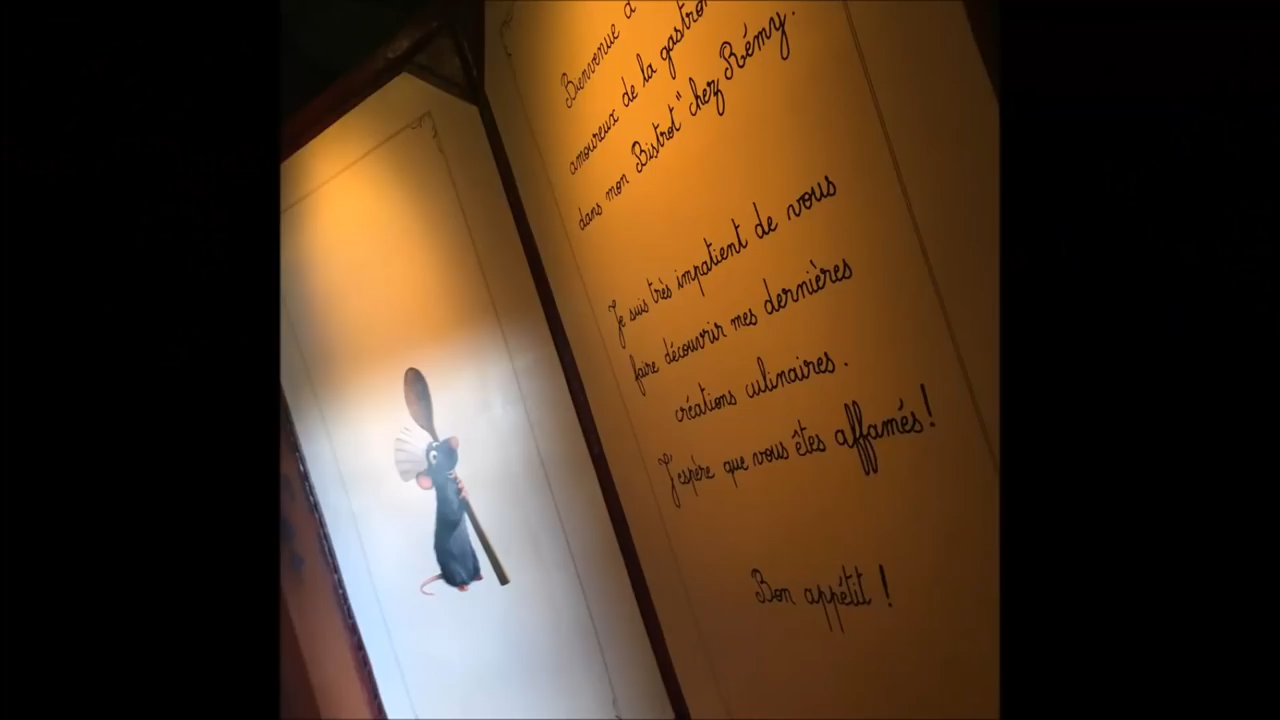 Bienvenue à
amoureux de la gastron
dans mon Bistrot "chez Rémy.
Je suis très impatient de vous
faire découvrir mes dernières
créations culinaires.
J'espère que vous êtes affamés!
Bon appétit !